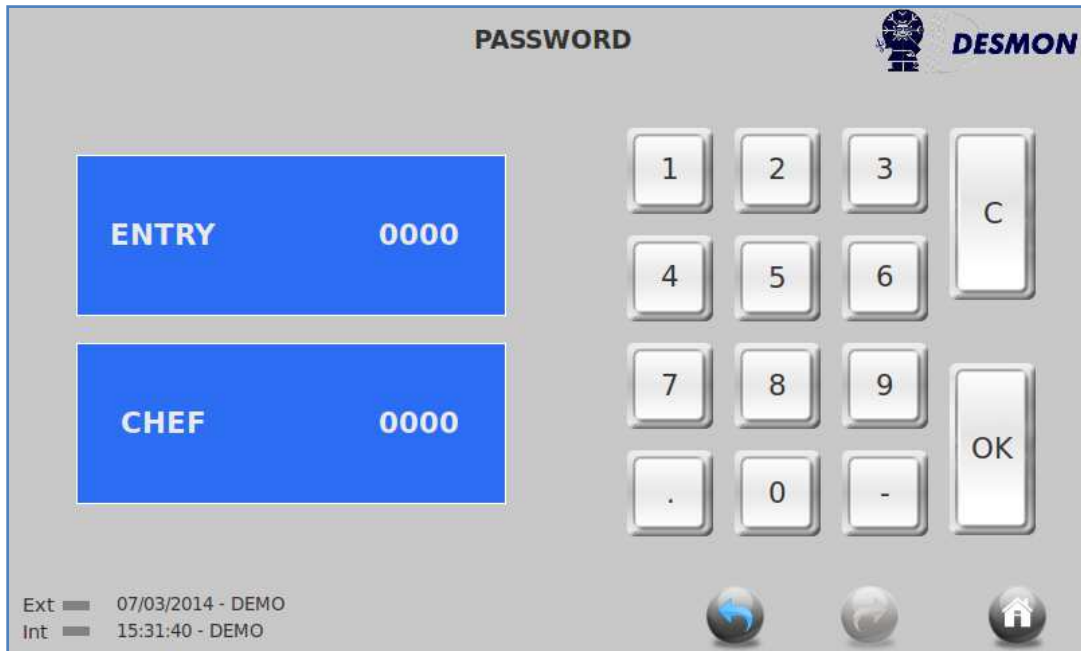 PASSWORD
DESMON
ENTRY 0000
CHEF 0000
1 2 3 C
4 5 6
7 8 9 OK
. 0 -
Ext 07/03/2014 - DEMO
Int 15:31:40 - DEMO